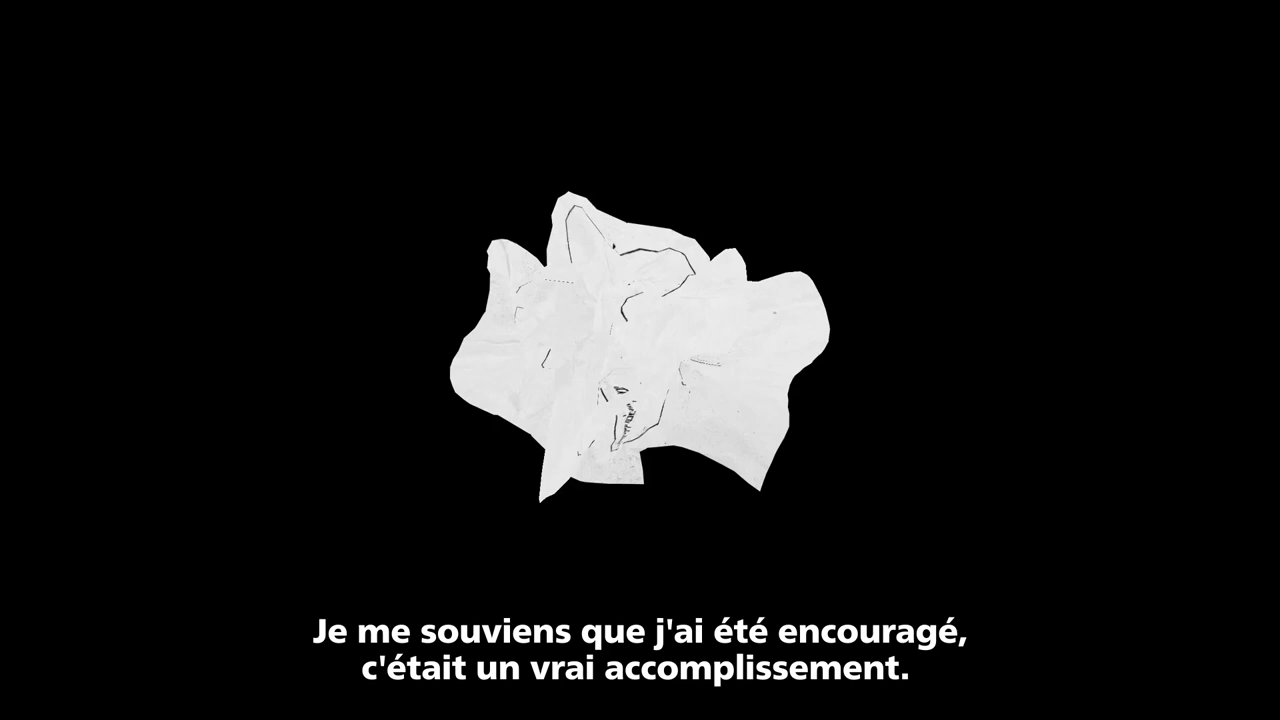 Je me souviens que j'ai été encouragé,
c'était un vrai accomplissement.